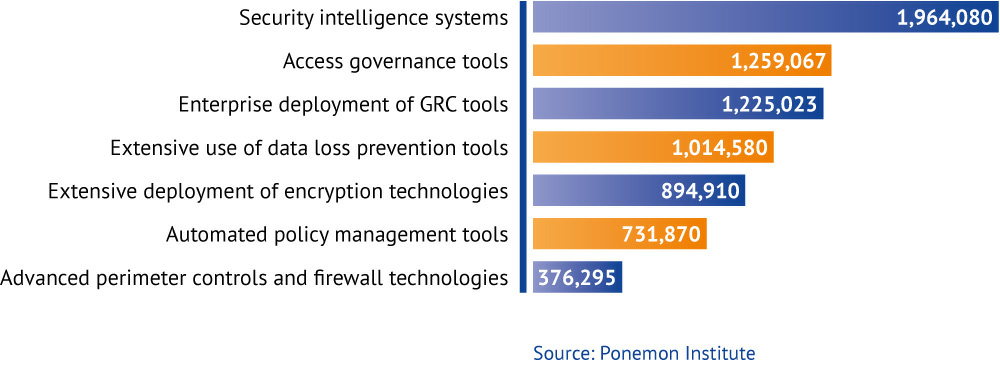 Security intelligence systems 1,964,080
Access governance tools 1,259,067
Enterprise deployment of GRC tools 1,225,023
Extensive use of data loss prevention tools 1,014,580
Extensive deployment of encryption technologies 894,910
Automated policy management tools 731,870
Advanced perimeter controls and firewall technologies 376,295
Source: Ponemon Institute